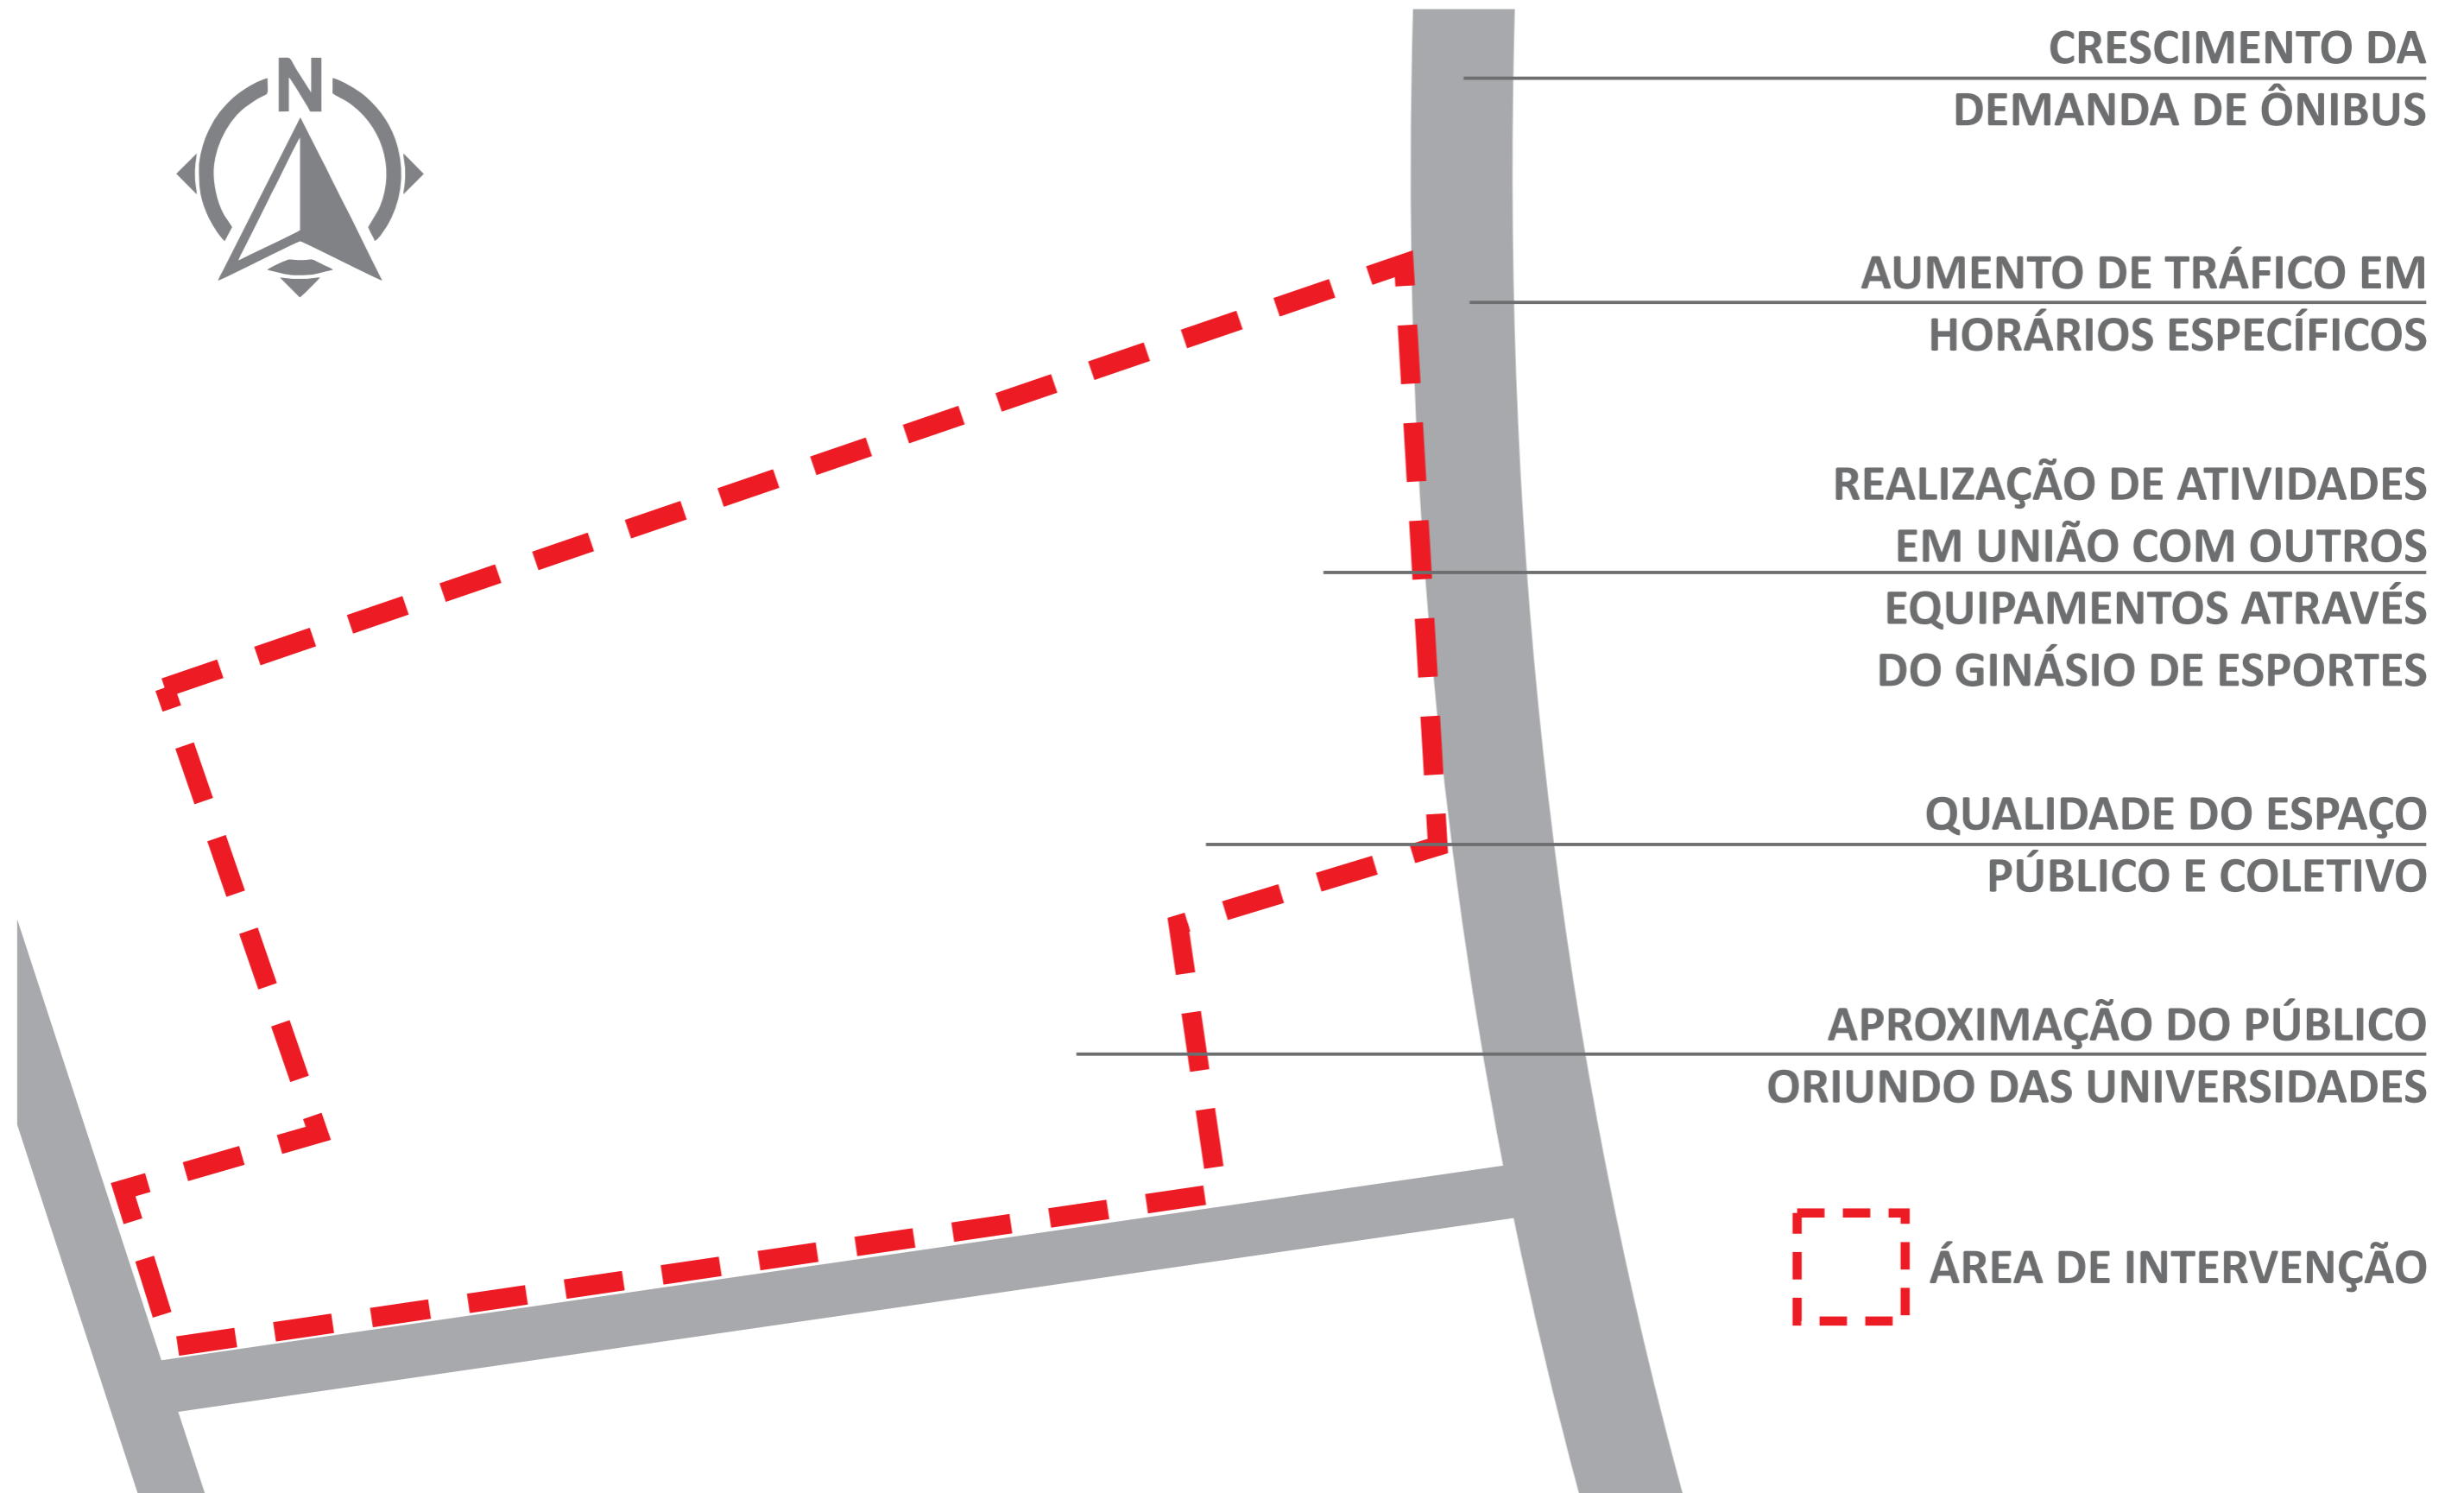 N
CRESCIMENTO DA
DEMANDA DE ÔNIBUS
AUMENTO DE TRÁFICO EM
HORÁRIOS ESPECÍFICOS
REALIZAÇÃO DE ATIVIDADES
EM UNIÃO COM OUTROS
EQUIPAMENTOS ATRAVÉS
DO GINÁSIO DE ESPORTES
QUALIDADE DO ESPAÇO
PÚBLICO E COLETIVO
APROXIMAÇÃO DO PÚBLICO
ORIUNDO DAS UNIVERSIDADES
ÁREA DE INTERVENÇÃO